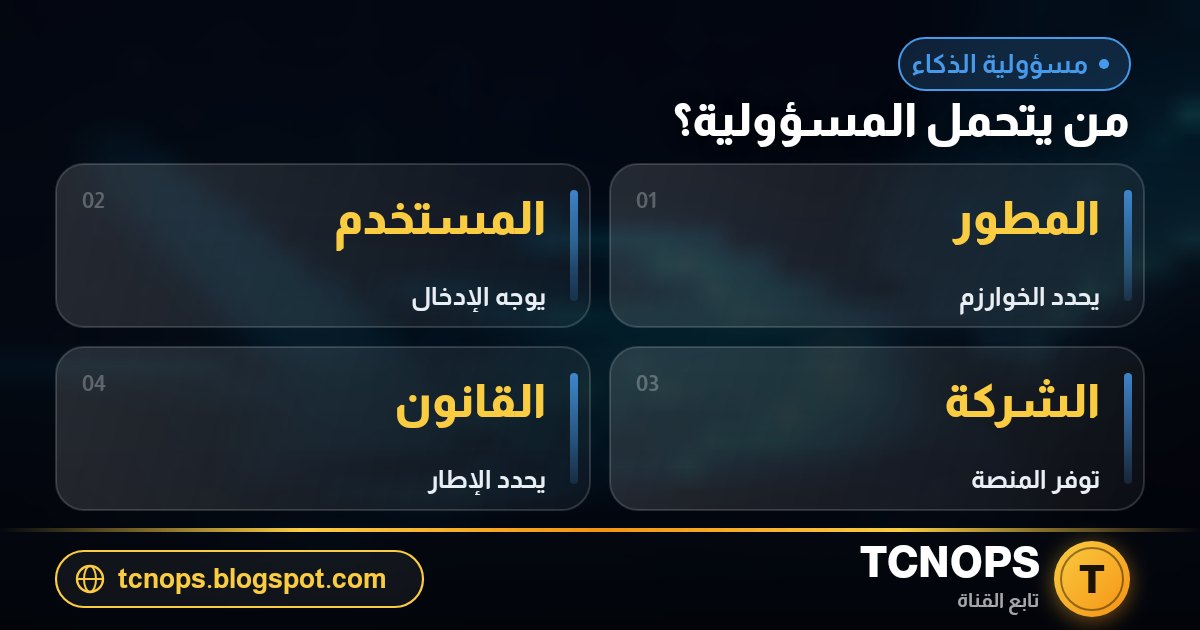 مسؤولية الذكاء
من يتحمل المسؤولية؟
01
المطور
يحدد الخوارزم
02
المستخدم
يوجه الإدخال
03
الشركة
توفر المنصة
04
القانون
يحدد الإطار
T
TCNOPS
تابع القناة
tcnops.blogspot.com